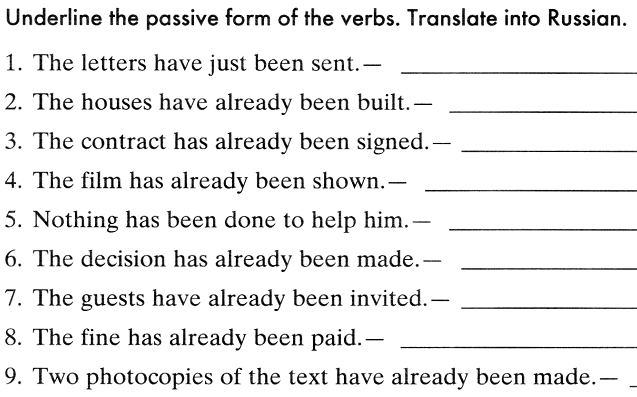 Underline the passive form of the verbs. Translate into Russian.
1. The letters have just been sent.—
2. The houses have already been built.—
3. The contract has already been signed.—
4. The film has already been shown.—
5. Nothing has been done to help him.—
6. The decision has already been made.—
7. The guests have already been invited.—
8. The fine has already been paid.—
9. Two photocopies of the text have already been made.—